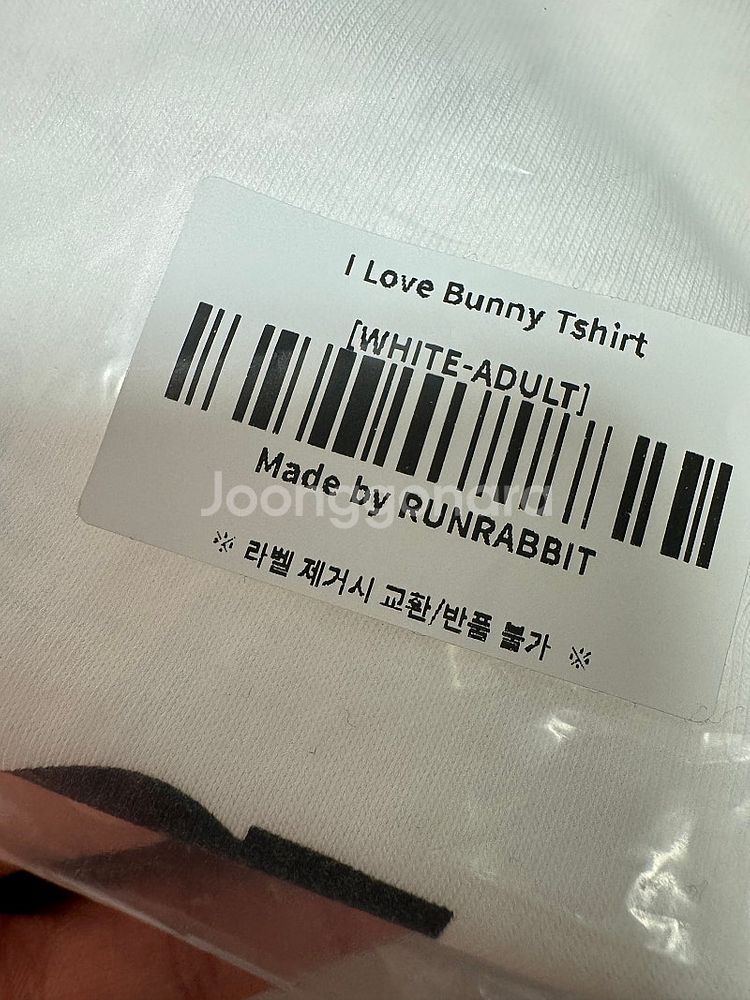 I Love Bunny Tshirt
[WHITE-ADULT]
Made by RUNRABBIT
Joonggonara
※ 라벨 제거시 교환/반품 불가 ※